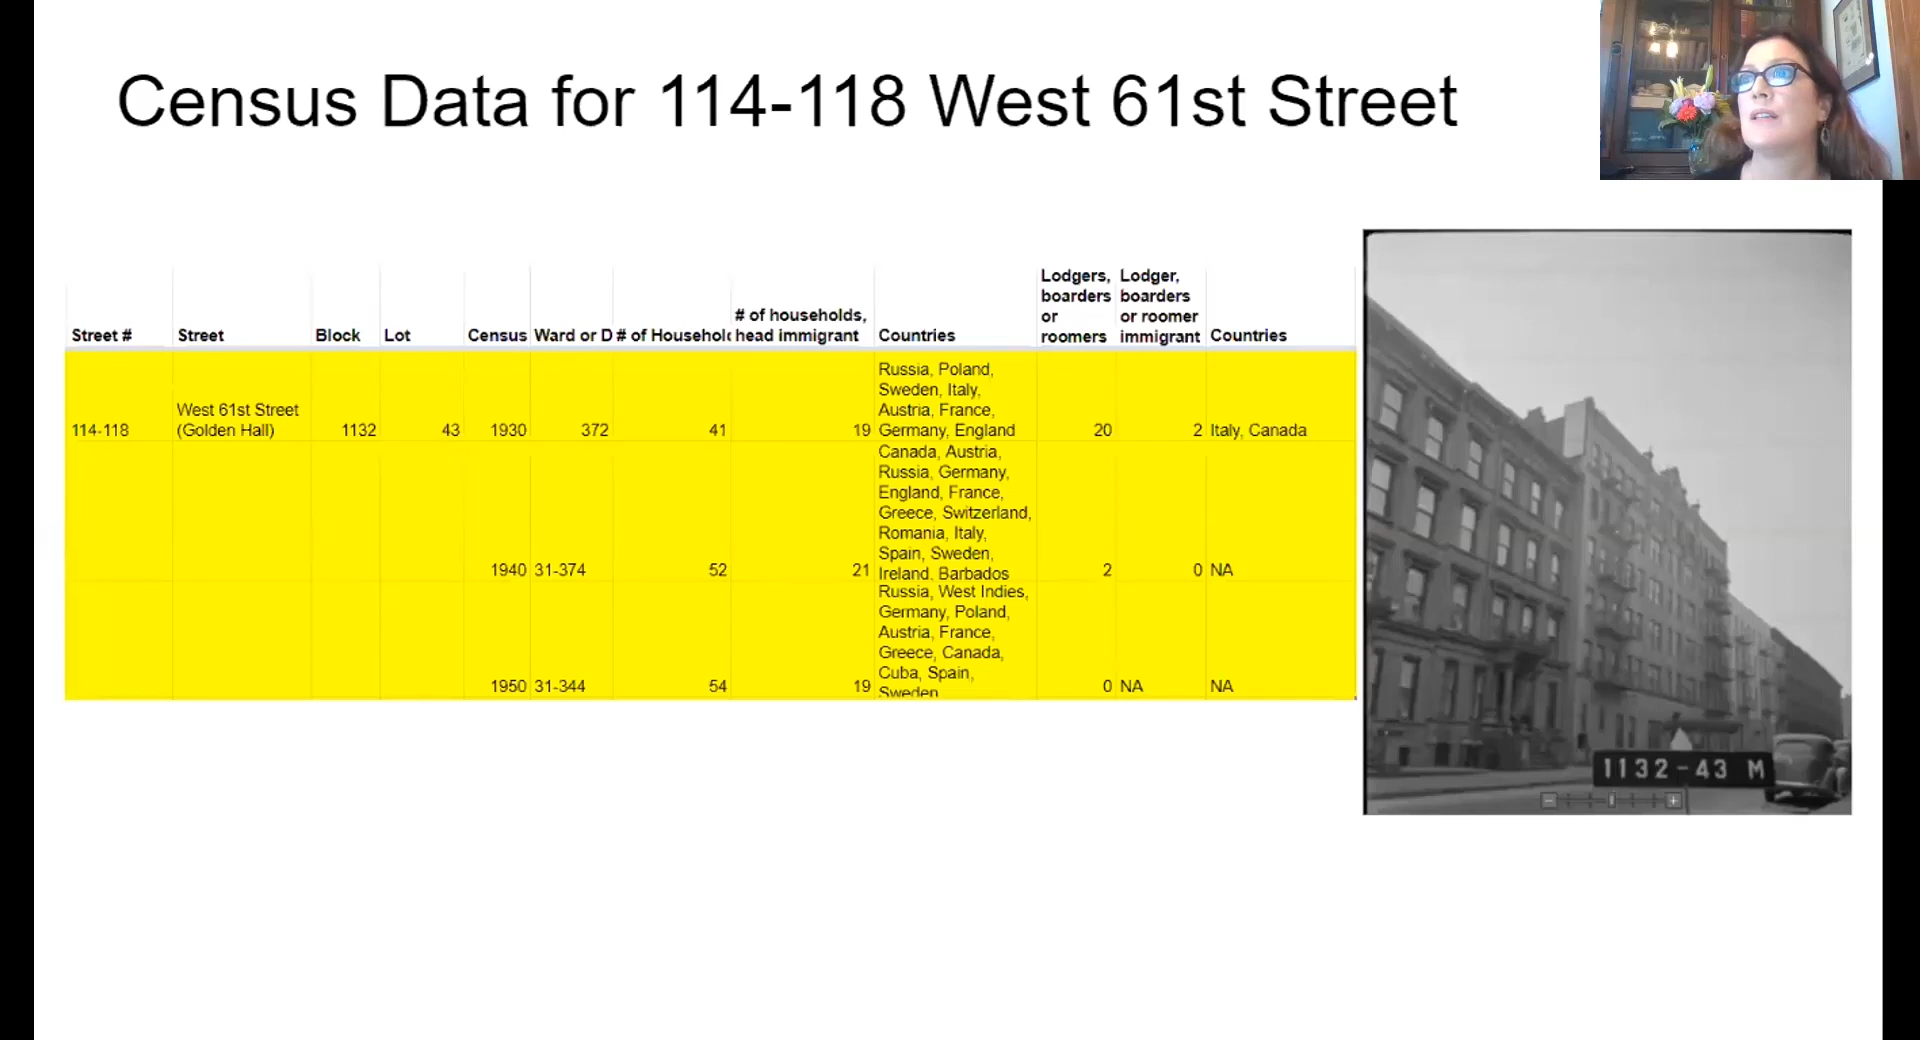 Census Data for 114-118 West 61st Street
Lodgers, Lodger,
boarders boarders
# of households, or or roomer
Street # Street Block Lot Census Ward or D # of Househol head immigrant Countries roomers immigrant Countries
Russia, Poland,
Sweden, Italy,
West 61st Street Austria, France,
114-118 (Golden Hall) 1132 43 1930 372 41 19 Germany, England 20 2 Italy, Canada
Canada, Austria,
Russia, Germany,
England, France,
Greece, Switzerland,
Romania, Italy,
Spain, Sweden,
1940 31-374 52 21 Ireland, Barbados 2 0 NA
Russia, West Indies,
Germany, Poland,
Austria, France,
Greece, Canada,
Cuba, Spain,
1950 31-344 54 19 Sweden 0 NA NA
1132-43 M